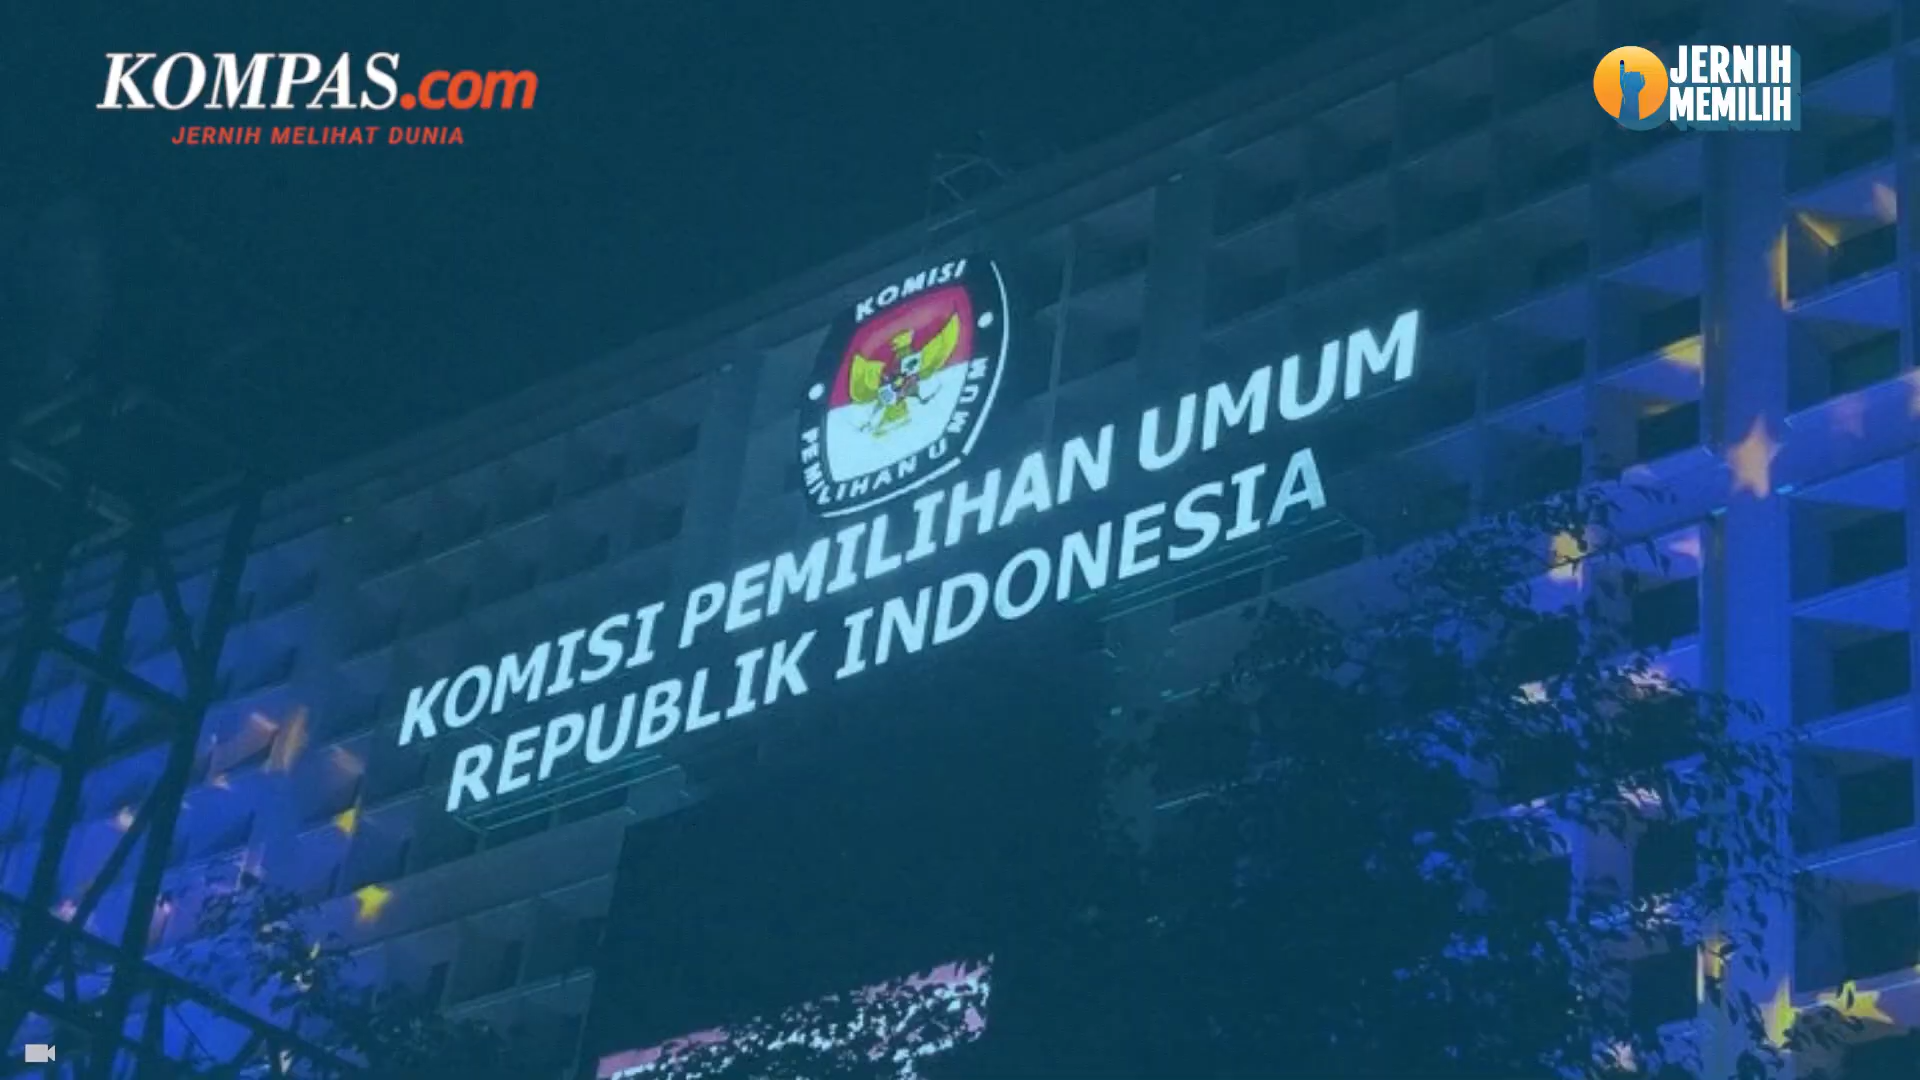 KOMPAS.com
JERNIH MELIHAT DUNIA
JERNIH
MEMILIH
KOMISI
PEMILIHAN UMUM
KOMISI PEMILIHAN UMUM
REPUBLIK INDONESIA